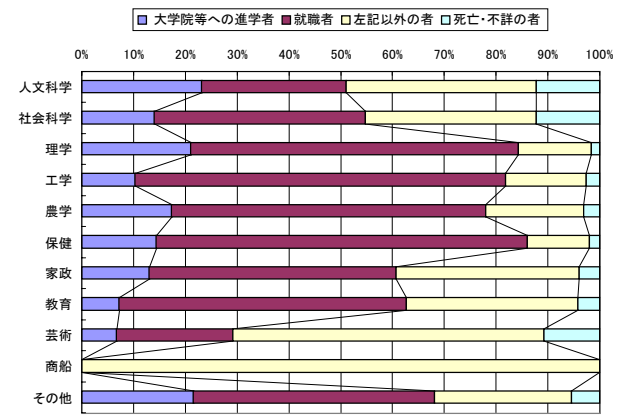 大学院等への進学者 就職者 左記以外の者 死亡・不詳の者
0% 10% 20% 30% 40% 50% 60% 70% 80% 90% 100%
人文科学
社会科学
理学
工学
農学
保健
家政
教育
芸術
商船
その他